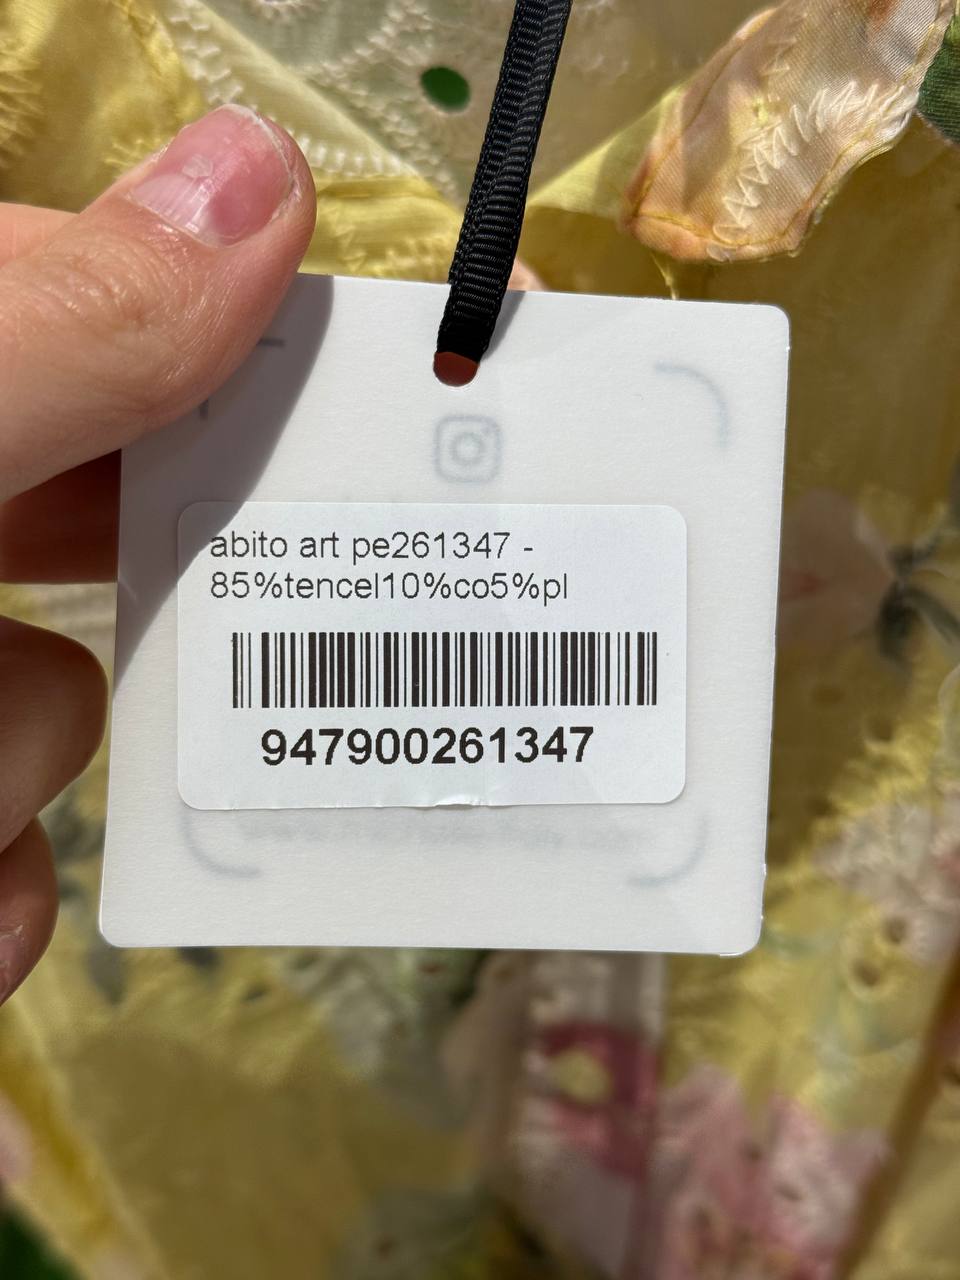 abito art pe261347 -
85%tencel10%co5%pl
947900261347